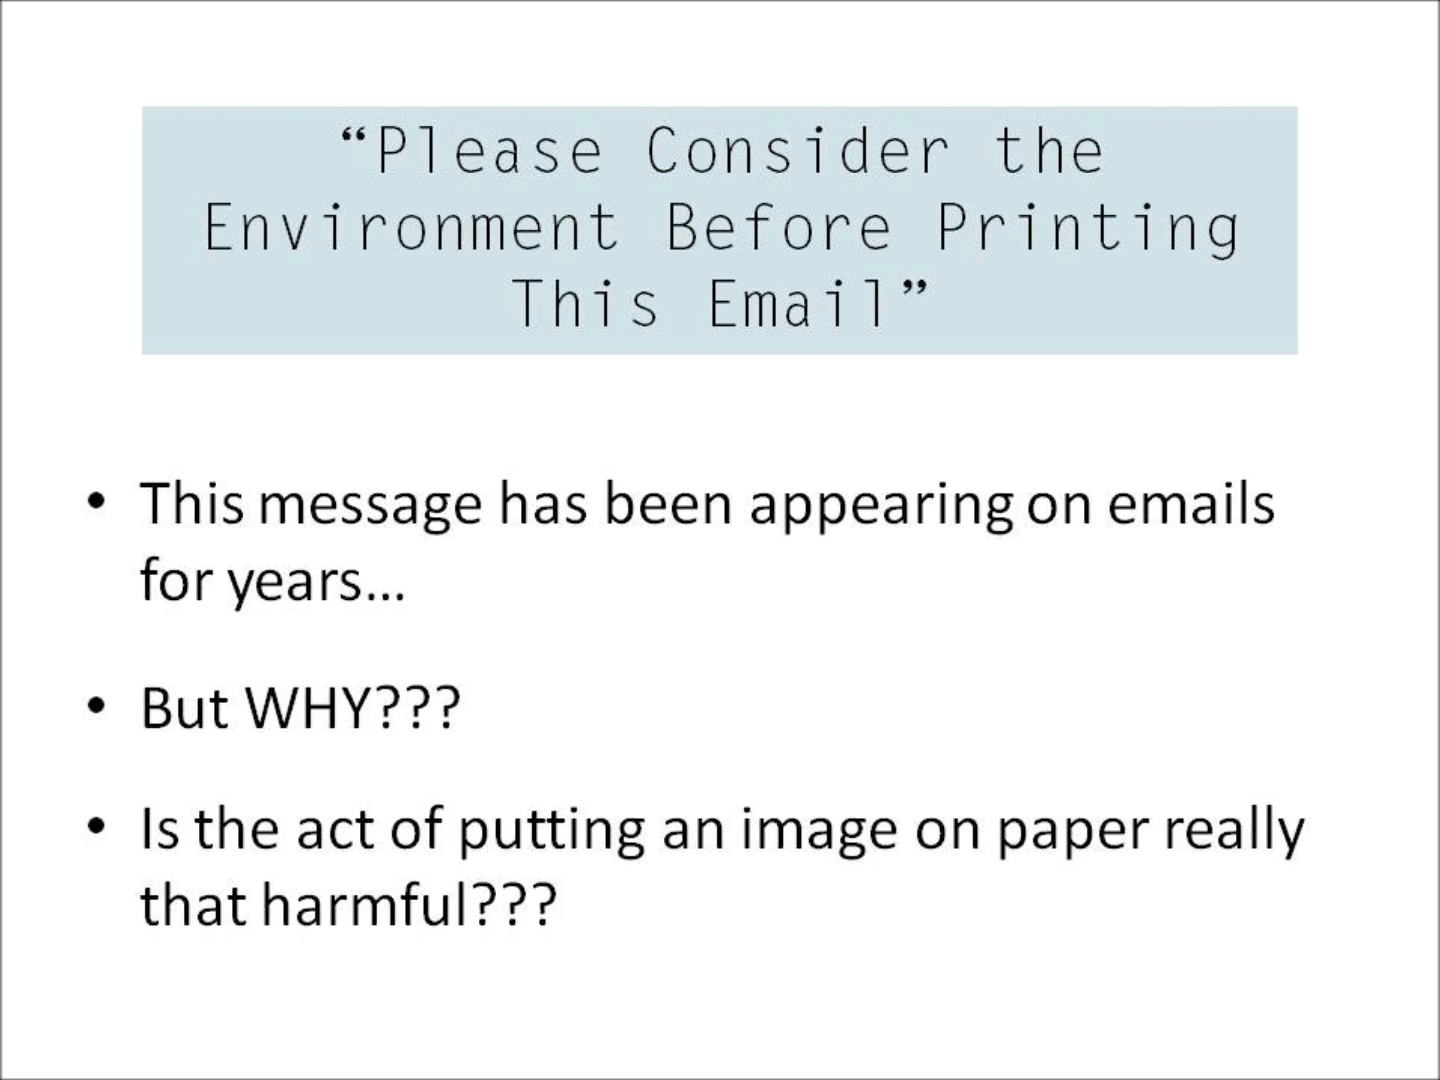 “Please Consider the
Environment Before Printing
This Email”
• This message has been appearing on emails
for years…
• But WHY???
• Is the act of putting an image on paper really
that harmful???